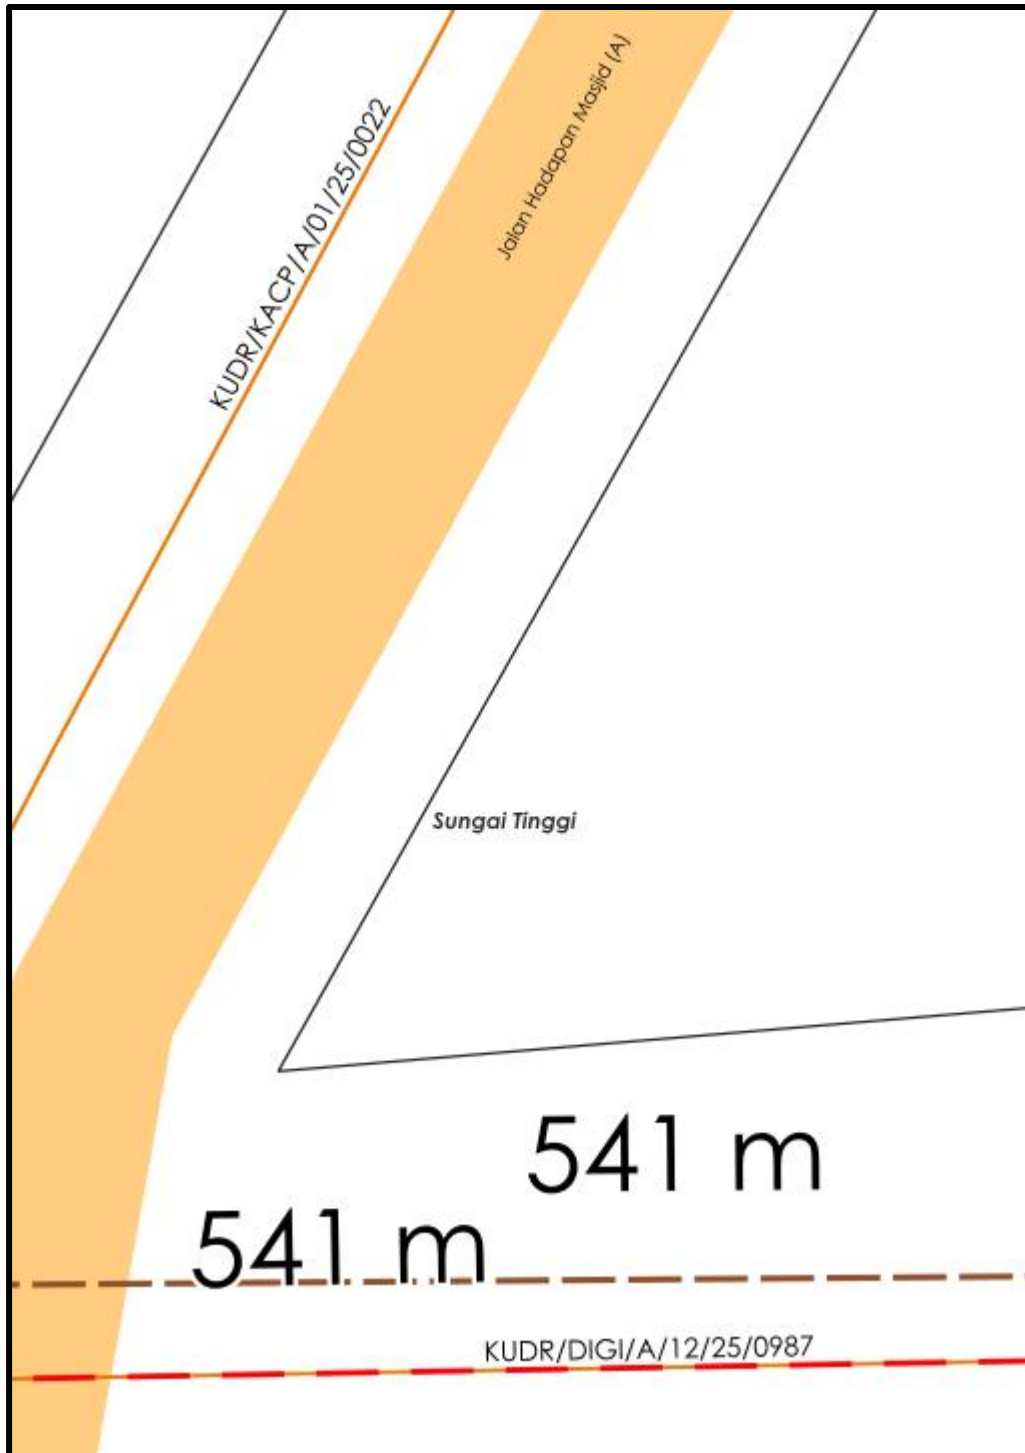 Jalan Hadapan Masjid (A)
KUDR/KACP/A/01/25/0022
Sungai Tinggi
541 m
541 m
KUDR/DIGI/A/12/25/0987